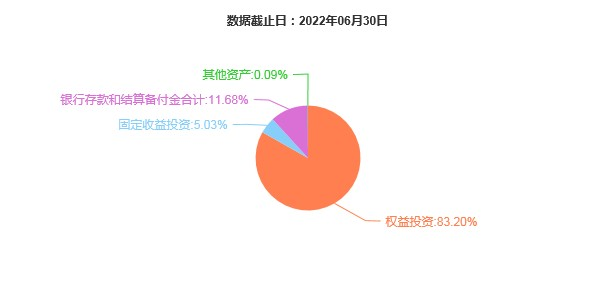 数据截止日：2022年06月30日
其他资产:0.09%
银行存款和结算备付金合计:11.68%
固定收益投资:5.03%
权益投资:83.20%